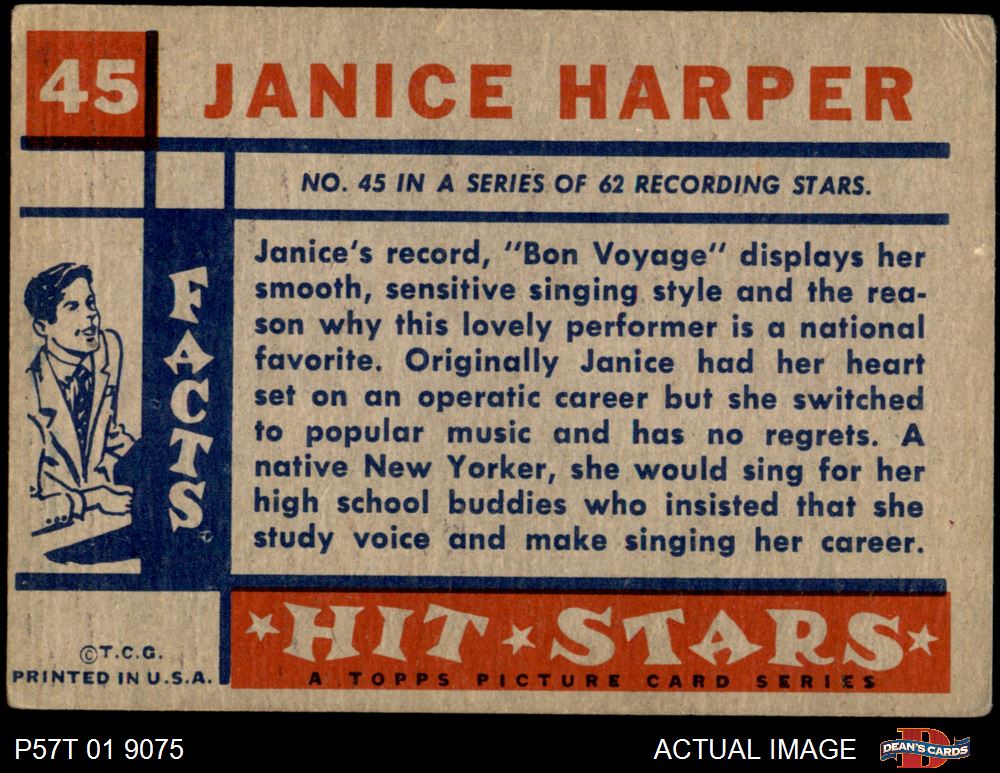 45 JANICE HARPER
NO. 45 IN A SERIES OF 62 RECORDING STARS.
FACTS
Janice's record, "Bon Voyage" displays her
smooth, sensitive singing style and the rea-
son why this lovely performer is a national
favorite. Originally Janice had her heart
set on an operatic career but she switched
to popular music and has no regrets. A
native New Yorker, she would sing for her
high school buddies who insisted that she
study voice and make singing her career.
HIT STARS
A TOPPS PICTURE CARD SERIES
©T.C.G.
PRINTED IN U.S.A.
P57T 01 9075
ACTUAL IMAGE
DEAN'S CARDS